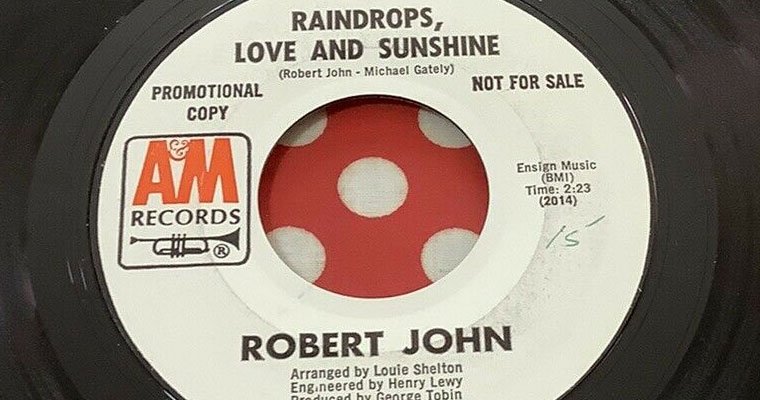 RAINDROPS,
LOVE AND SUNSHINE
(Robert John - Michael Gately)
PROMOTIONAL
COPY
NOT FOR SALE
A&M
RECORDS
®
Ensign Music
(BMI)
Time: 2:23
(2014)
15
ROBERT JOHN
Arranged by Louie Shelton
Engineered by Henry Lewy
Produced by George Tobin